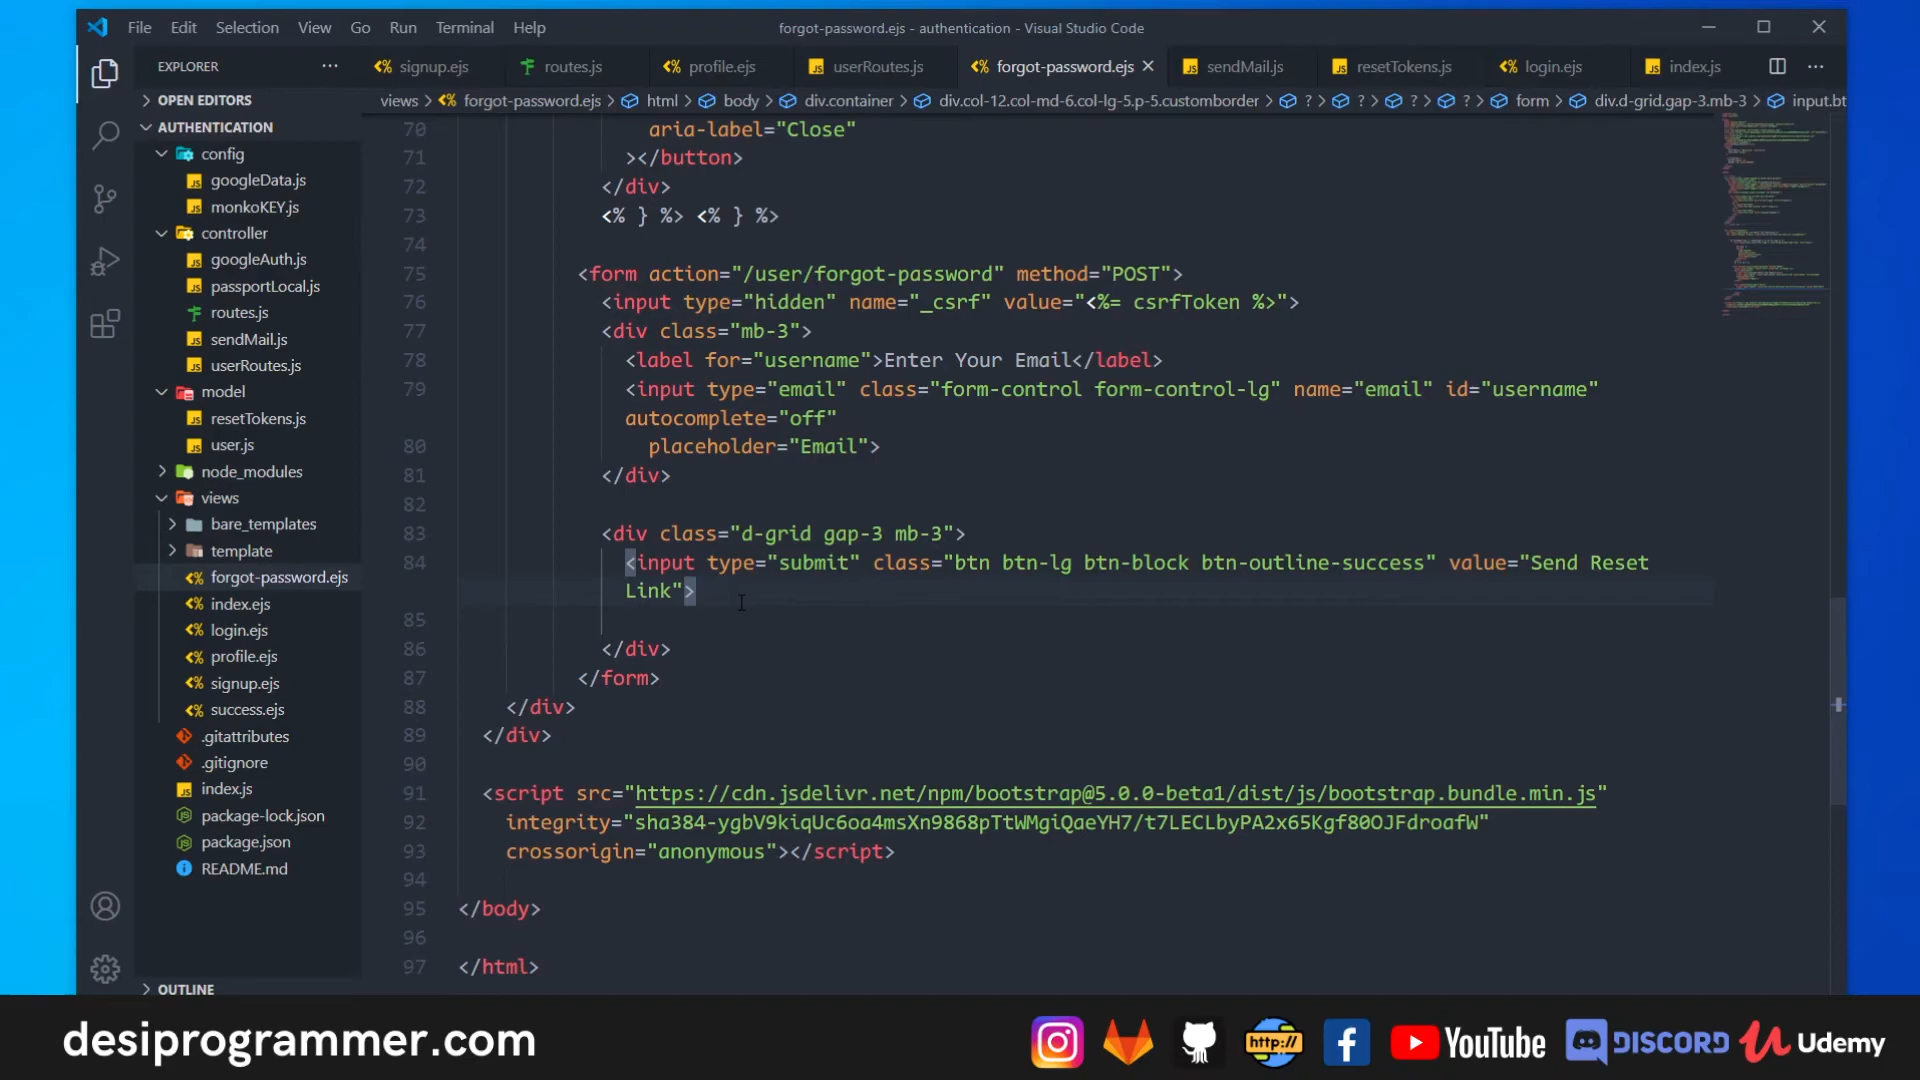 File Edit Selection View Go Run Terminal Help
forgot-password.ejs - authentication - Visual Studio Code
EXPLORER
signup.ejs routes.js profile.ejs userRoutes.js forgot-password.ejs sendMail.js resetTokens.js login.ejs index.js
views > forgot-password.ejs > html > body > div.container > div.col-12.col-md-6.col-lg-5.p-5.customborder > ? > ? > ? > ? > form > div.d-grid.gap-3.mb-3 > input.bt
OPEN EDITORS
AUTHENTICATION
config
googleData.js
monkoKEY.js
controller
googleAuth.js
passportLocal.js
routes.js
sendMail.js
userRoutes.js
model
resetTokens.js
user.js
node_modules
views
bare_templates
template
forgot-password.ejs
index.ejs
login.ejs
profile.ejs
signup.ejs
success.ejs
.gitattributes
.gitignore
index.js
package-lock.json
package.json
README.md
OUTLINE
70 aria-label="Close"
71 ></button>
72 </div>
73 <% } %> <% } %>
74
75 <form action="/user/forgot-password" method="POST">
76 <input type="hidden" name="_csrf" value="<%= csrfToken %>">
77 <div class="mb-3">
78 <label for="username">Enter Your Email</label>
79 <input type="email" class="form-control form-control-lg" name="email" id="username"
autocomplete="off"
80 placeholder="Email">
81 </div>
82
83 <div class="d-grid gap-3 mb-3">
84 <input type="submit" class="btn btn-lg btn-block btn-outline-success" value="Send Reset
Link">
85
86 </div>
87 </form>
88 </div>
89 </div>
90
91 <script src="https://cdn.jsdelivr.net/npm/bootstrap@5.0.0-beta1/dist/js/bootstrap.bundle.min.js"
92 integrity="sha384-ygbV9kiqUc6oa4msXn9868pTtWMgiQaeYH7/t7LECLbyPA2x65Kgf80OJFdroafW"
93 crossorigin="anonymous"></script>
94
95 </body>
96
97 </html>
desiprogrammer.com
http://
YouTube
DISCORD
Udemy